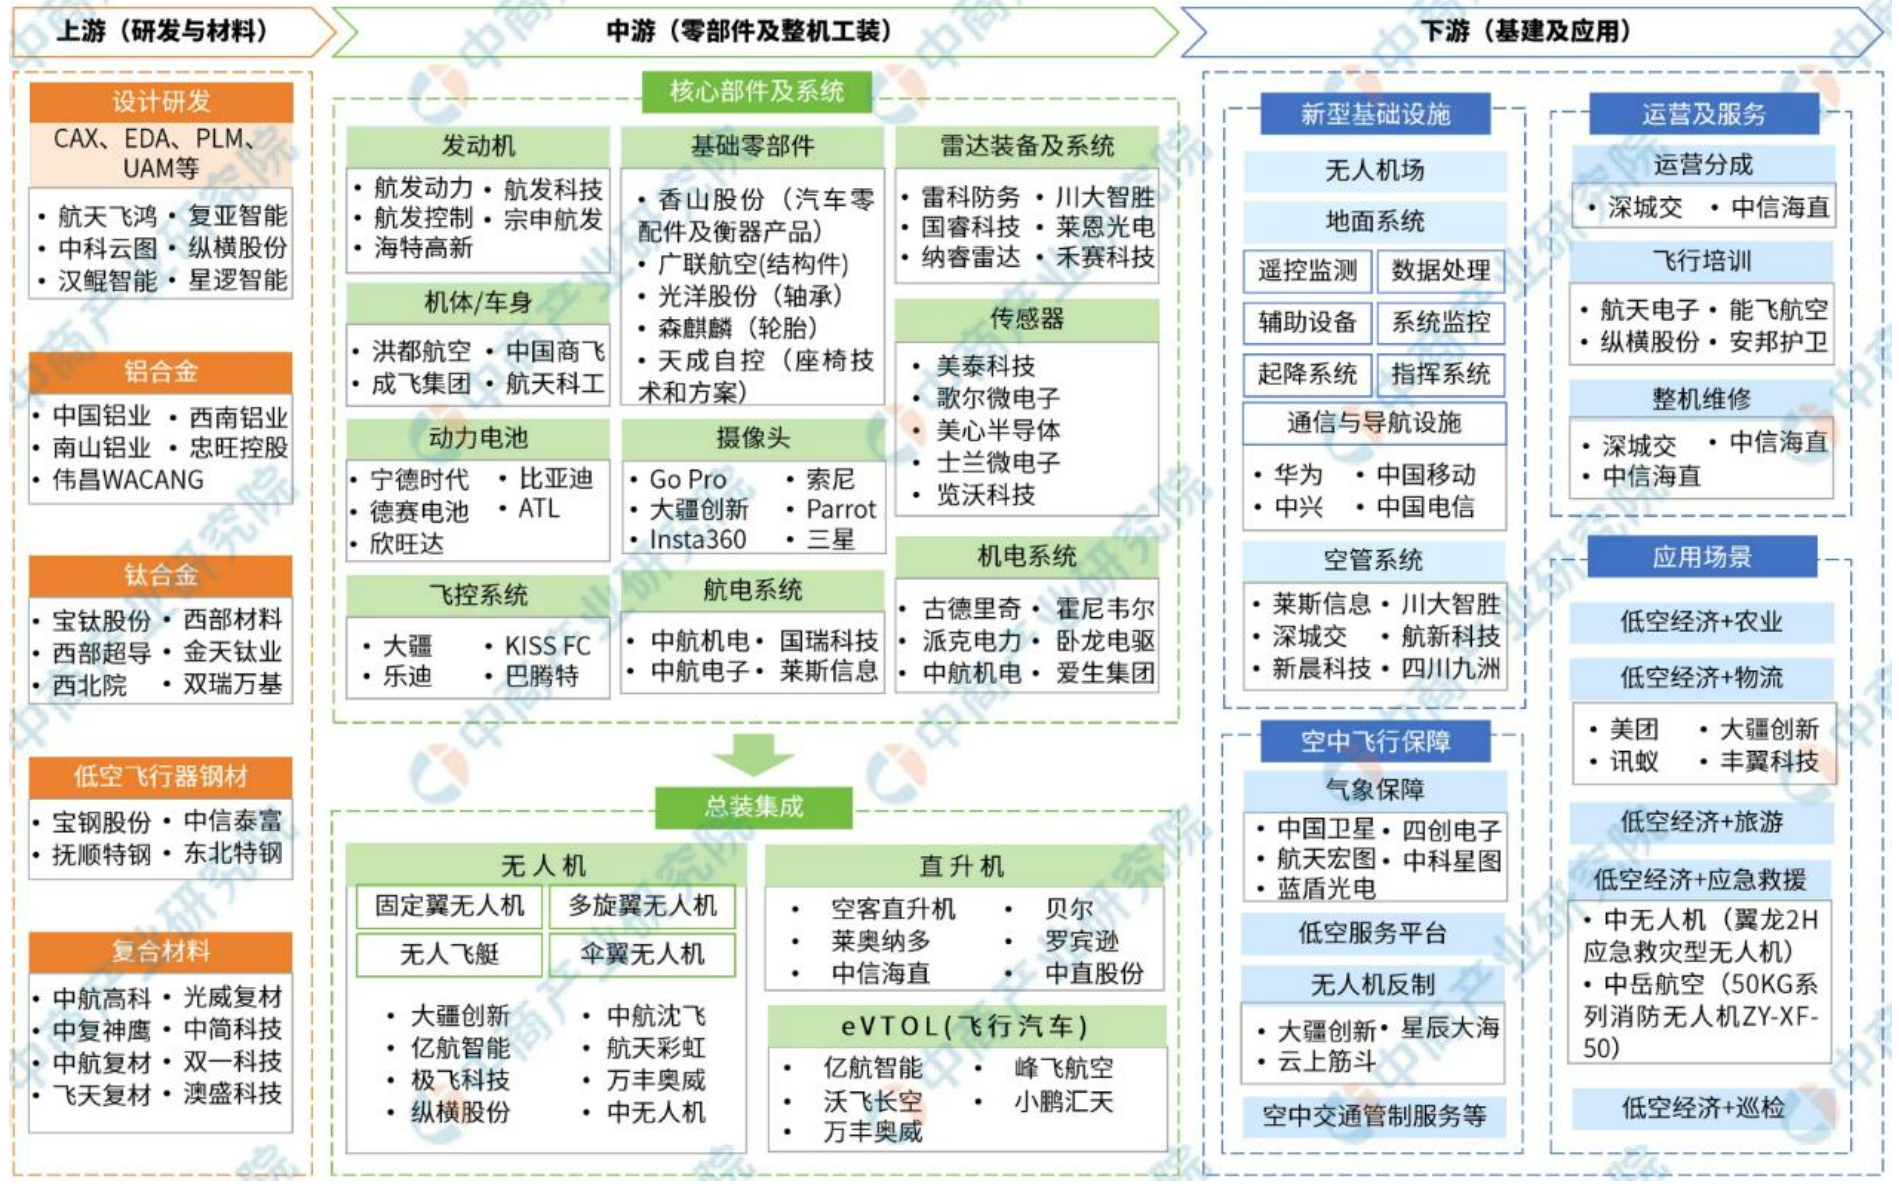 上游（研发与材料）
中游（零部件及整机工装）
下游（基建及应用）
设计研发
CAX、EDA、PLM、
UAM等
• 航天飞鸿 • 复亚智能
• 中科云图 • 纵横股份
• 汉鲲智能 • 星逻智能
铝合金
• 中国铝业 • 西南铝业
• 南山铝业 • 忠旺控股
• 伟昌WACANG
钛合金
• 宝钛股份 • 西部材料
• 西部超导 • 金天钛业
• 西北院 • 双瑞万基
低空飞行器钢材
• 宝钢股份 • 中信泰富
• 抚顺特钢 • 东北特钢
复合材料
• 中航高科 • 光威复材
• 中复神鹰 • 中简科技
• 中航复材 • 双一科技
• 飞天复材 • 澳盛科技
核心部件及系统
发动机
• 航发动力 • 航发科技
• 航发控制 • 宗申航发
• 海特高新
机体/车身
• 洪都航空 • 中国商飞
• 成飞集团 • 航天科工
动力电池
• 宁德时代 • 比亚迪
• 德赛电池 • ATL
• 欣旺达
飞控系统
• 大疆 • KISS FC
• 乐迪 • 巴腾特
基础零部件
• 香山股份（汽车零
配件及衡器产品）
• 广联航空(结构件)
• 光洋股份（轴承）
• 森麒麟（轮胎）
• 天成自控（座椅技
术和方案）
摄像头
• Go Pro • 索尼
• 大疆创新 • Parrot
• Insta360 • 三星
航电系统
• 中航机电 • 国瑞科技
• 中航电子 • 莱斯信息
雷达装备及系统
• 雷科防务 • 川大智胜
• 国睿科技 • 莱恩光电
• 纳睿雷达 • 禾赛科技
传感器
• 美泰科技
• 歌尔微电子
• 美心半导体
• 士兰微电子
• 览沃科技
机电系统
• 古德里奇 • 霍尼韦尔
• 派克电力 • 卧龙电驱
• 中航机电 • 爱生集团
总装集成
无人机
固定翼无人机 多旋翼无人机
无人飞艇 伞翼无人机
• 大疆创新 • 中航沈飞
• 亿航智能 • 航天彩虹
• 极飞科技 • 万丰奥威
• 纵横股份 • 中无人机
直升机
• 空客直升机 • 贝尔
• 莱奥纳多 • 罗宾逊
• 中信海直 • 中直股份
eVTOL(飞行汽车)
• 亿航智能 • 峰飞航空
• 沃飞长空 • 小鹏汇天
• 万丰奥威
新型基础设施
无人机场
地面系统
遥控监测 数据处理
辅助设备 系统监控
起降系统 指挥系统
通信与导航设施
• 华为 • 中国移动
• 中兴 • 中国电信
空管系统
• 莱斯信息 • 川大智胜
• 深城交 • 航新科技
• 新晨科技 • 四川九洲
空中飞行保障
气象保障
• 中国卫星 • 四创电子
• 航天宏图 • 中科星图
• 蓝盾光电
低空服务平台
无人机反制
• 大疆创新 • 星辰大海
• 云上筋斗
空中交通管制服务等
运营及服务
运营分成
• 深城交 • 中信海直
飞行培训
• 航天电子 • 能飞航空
• 纵横股份 • 安邦护卫
整机维修
• 深城交 • 中信海直
• 中信海直
应用场景
低空经济+农业
低空经济+物流
• 美团 • 大疆创新
• 讯蚁 • 丰翼科技
低空经济+旅游
低空经济+应急救援
• 中无人机（翼龙2H
应急救灾型无人机）
• 中岳航空（50KG系
列消防无人机ZY-XF-
50）
低空经济+巡检
中商产业研究院